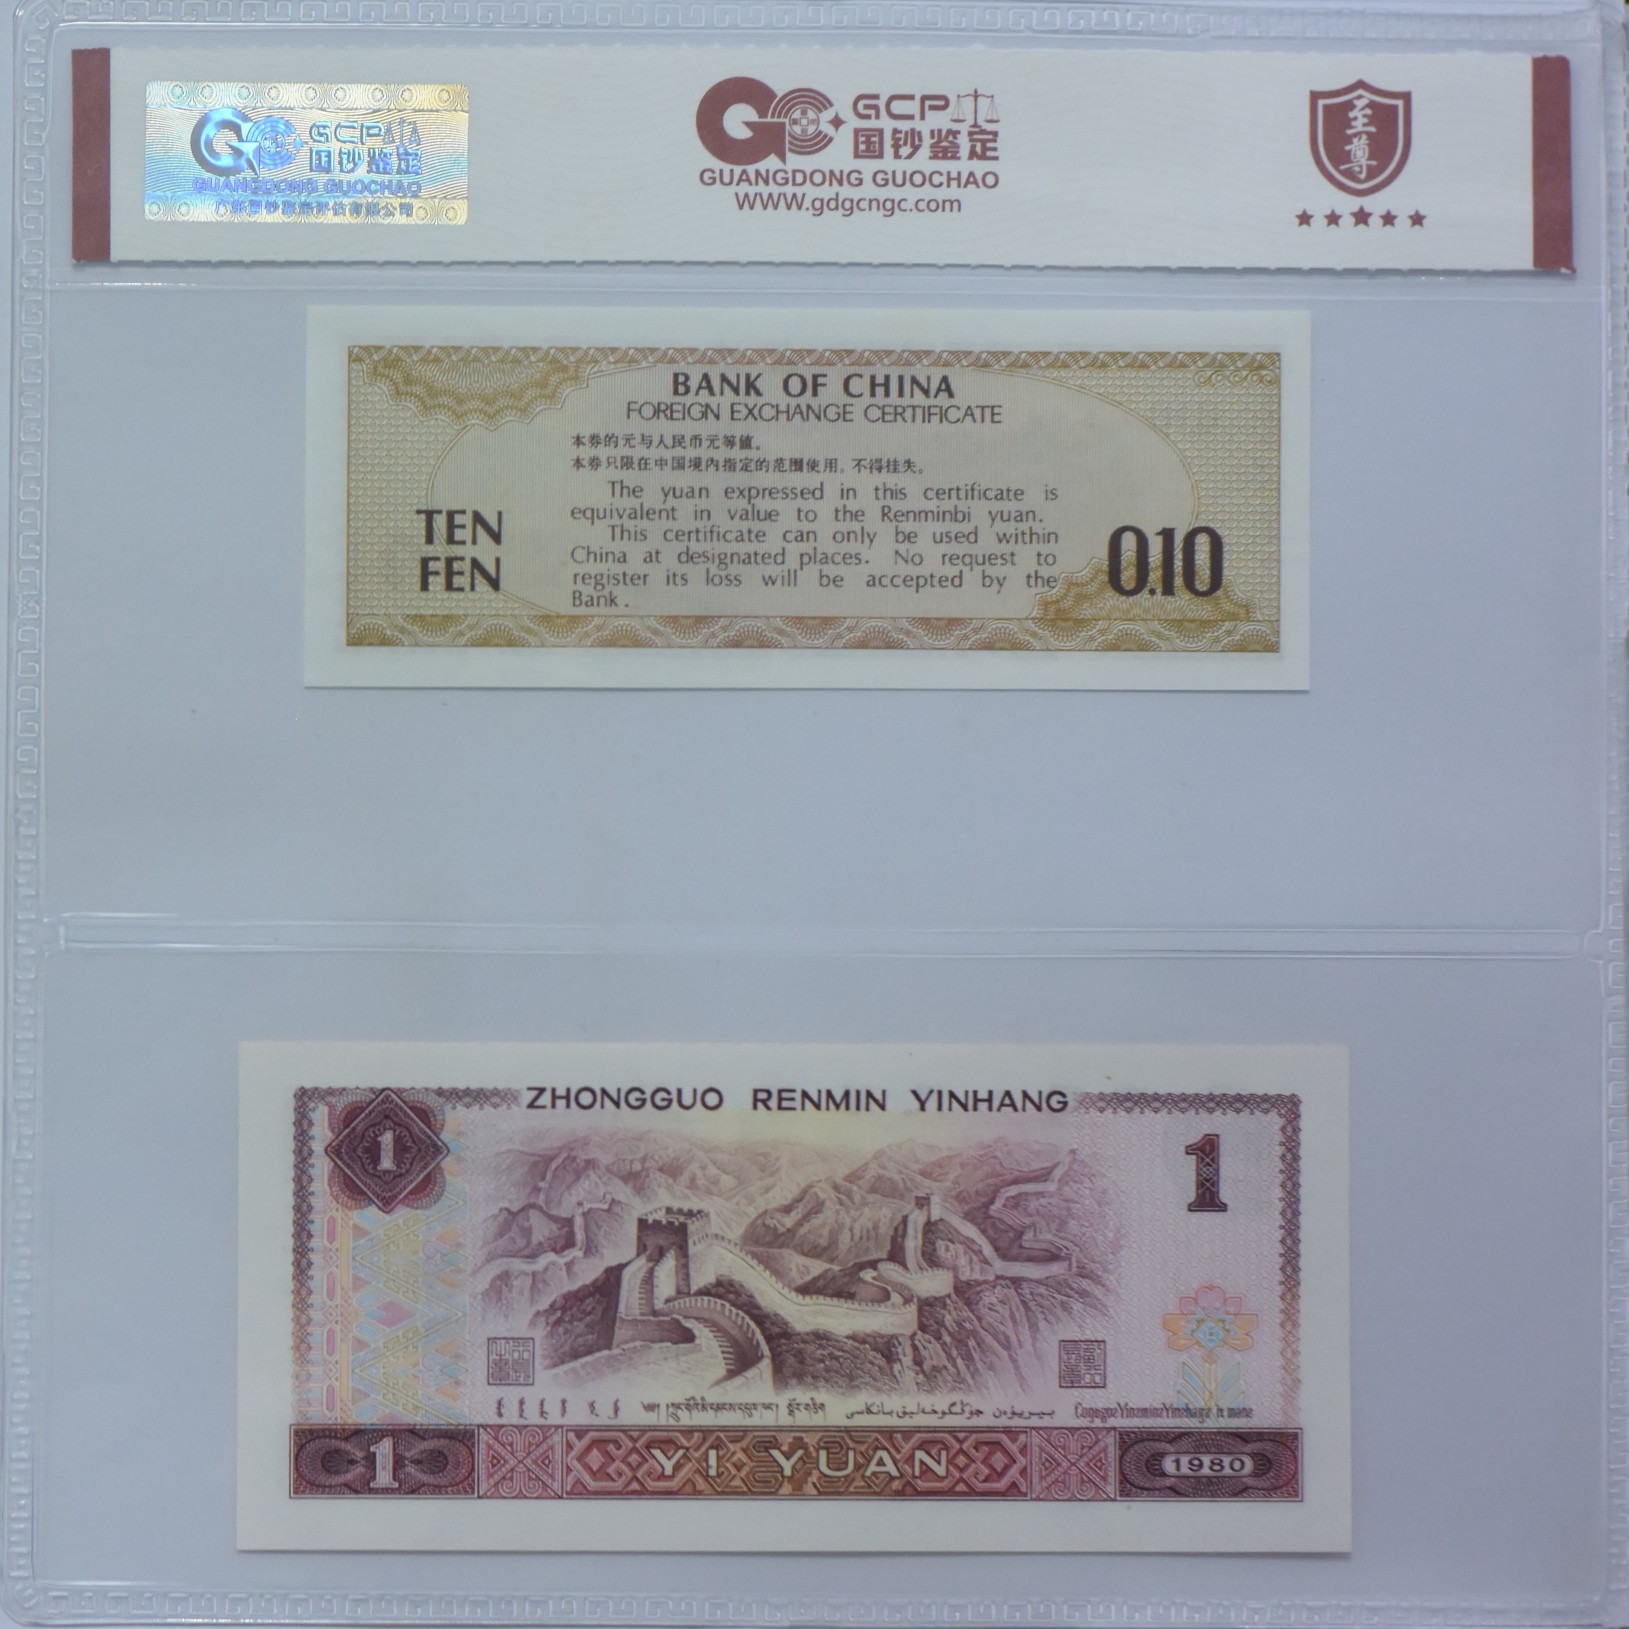 GCP
国钞鉴定
GUANGDONG GUOCHAO
GCP
国钞鉴定
GUANGDONG GUOCHAO
WWW.gdgcngc.com
至尊
BANK OF CHINA
FOREIGN EXCHANGE CERTIFICATE
本券的元与人民币元等值。
本券只限在中国境内指定的范围使用。不得挂失。
The yuan expressed in this certificate is
equivalent in value to the Renminbi yuan.
This certificate can only be used within
China at designated places. No request to
register its loss will be accepted by the
Bank.
TEN
FEN
0.10
ZHONGGUO RENMIN YINHANG
1
1
1
YI YUAN
1980